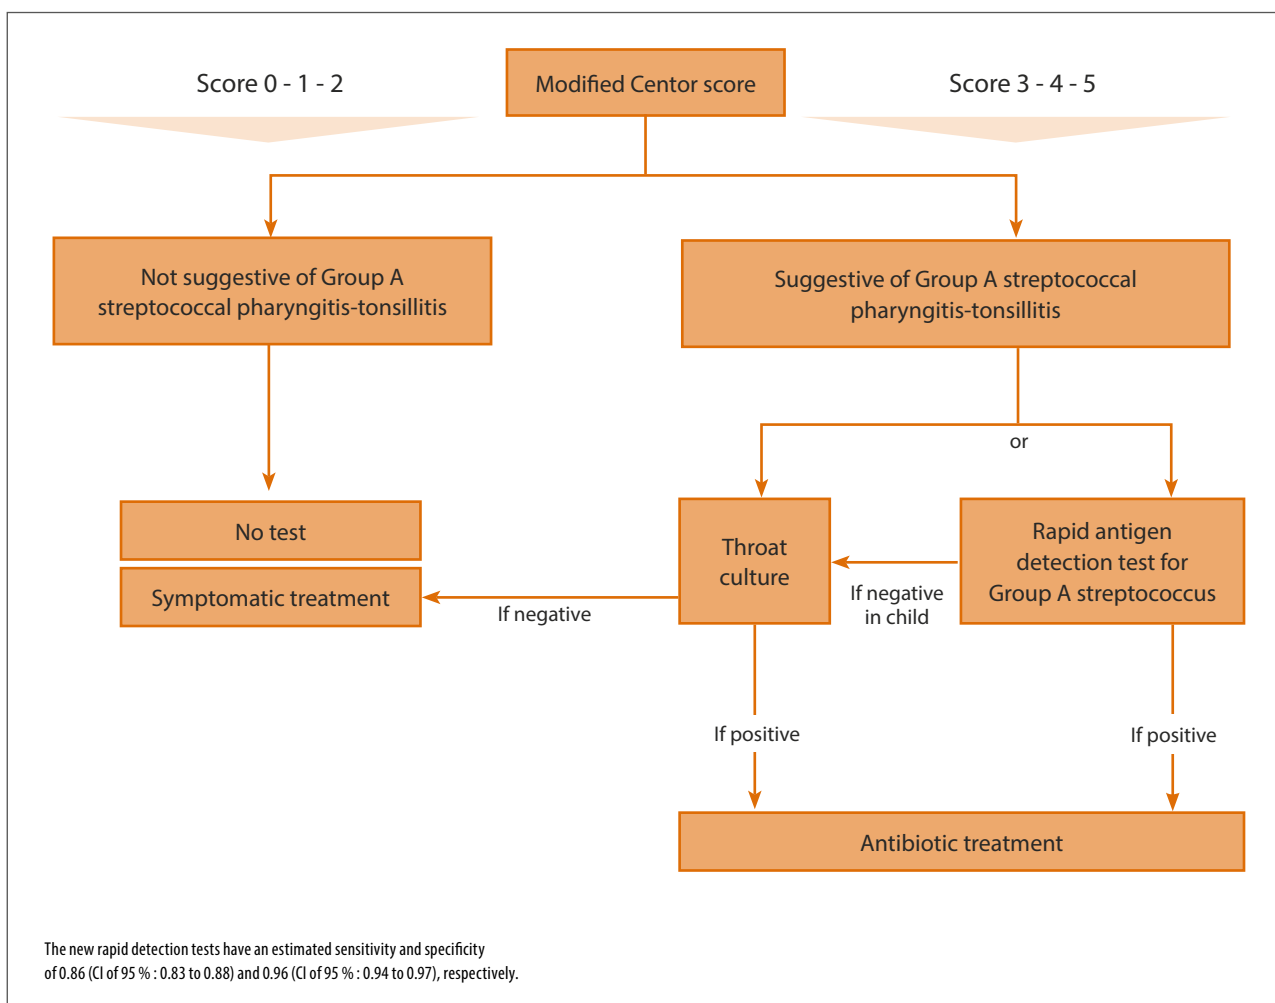 Score 0 - 1 - 2
Modified Centor score
Score 3 - 4 - 5
Not suggestive of Group A
streptococcal pharyngitis-tonsillitis
Suggestive of Group A streptococcal
pharyngitis-tonsillitis
or
No test
Symptomatic treatment
If negative
Throat
culture
If negative
in child
Rapid antigen
detection test for
Group A streptococcus
If positive
If positive
Antibiotic treatment
The new rapid detection tests have an estimated sensitivity and specificity
of 0.86 (CI of 95 % : 0.83 to 0.88) and 0.96 (CI of 95 % : 0.94 to 0.97), respectively.